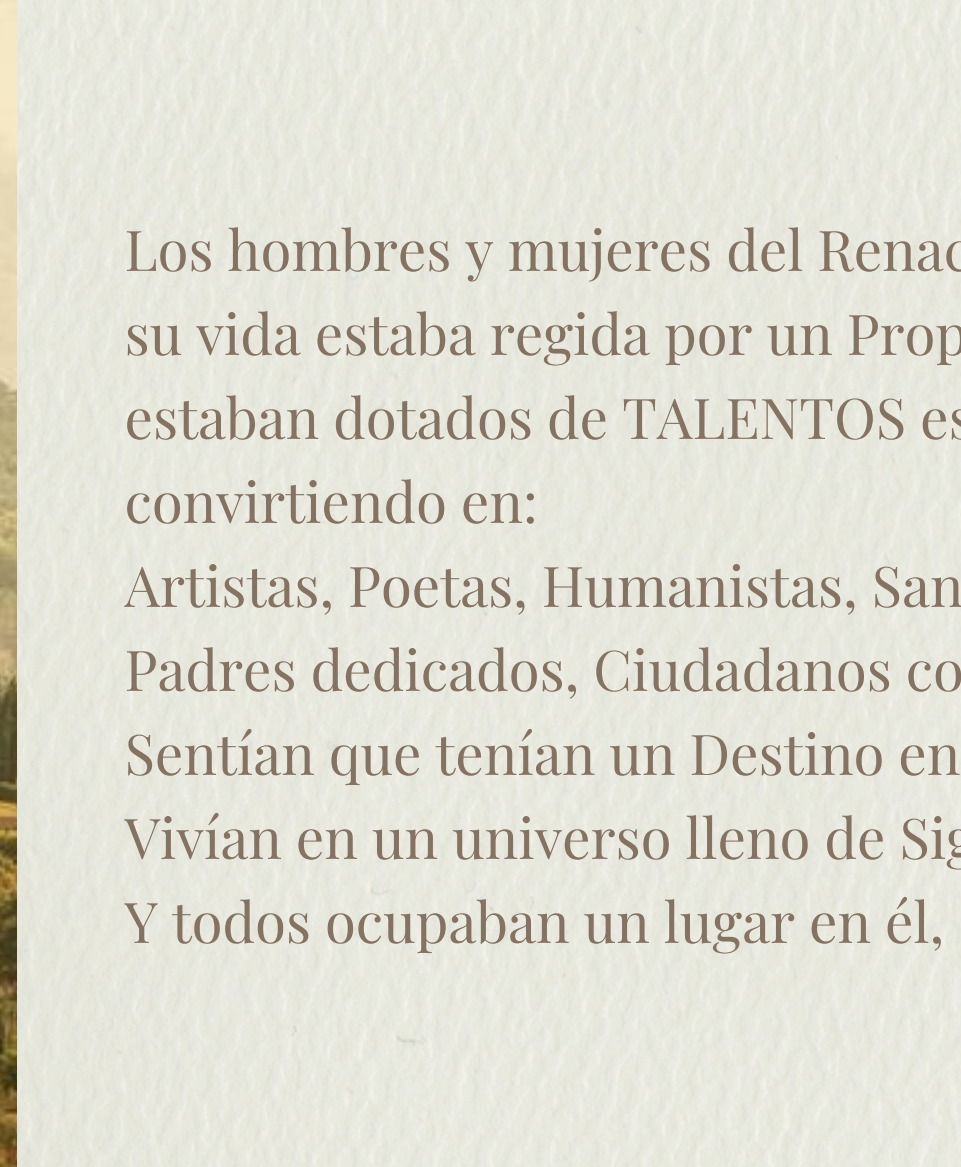 Los hombres y mujeres del Renac
su vida estaba regida por un Prop
estaban dotados de TALENTOS es
convirtiendo en:
Artistas, Poetas, Humanistas, San
Padres dedicados, Ciudadanos co
Sentían que tenían un Destino en
Vivían en un universo lleno de Sig
Y todos ocupaban un lugar en él,